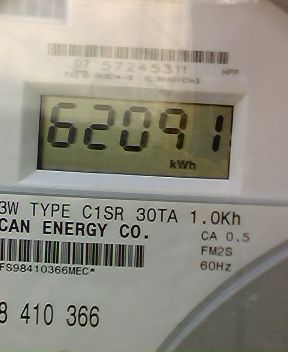 07 57245311
HPP
62091
kWh
3W TYPE C1SR 30TA 1.0Kh
CAN ENERGY CO.
CA 0.5
FM2S
FS98410366MEC*
60Hz
8 410 366